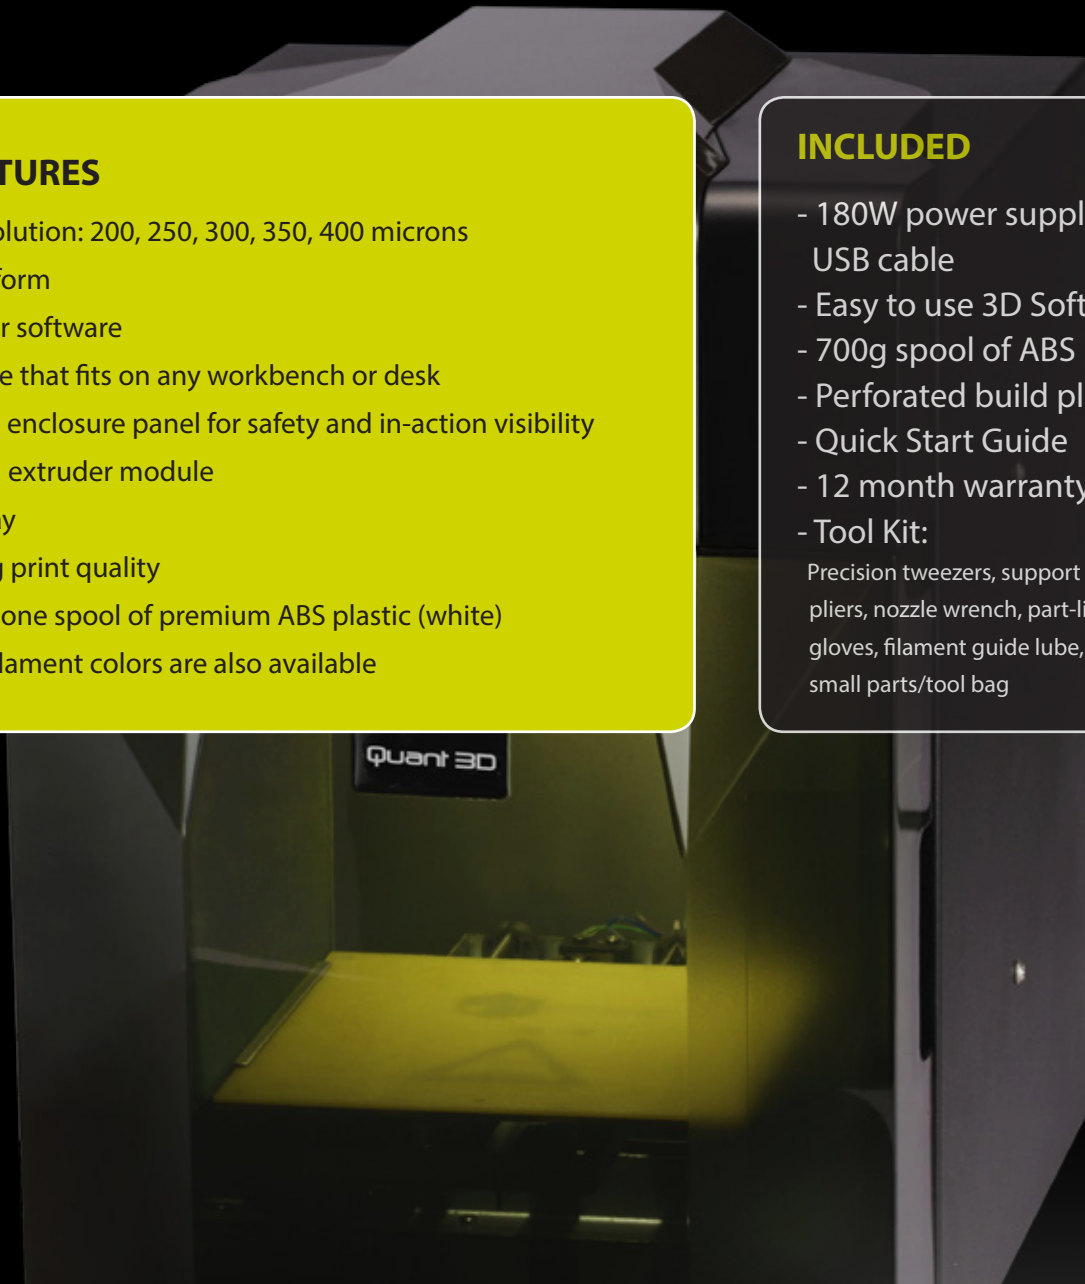 TURES
olution: 200, 250, 300, 350, 400 microns
form
r software
e that fits on any workbench or desk
enclosure panel for safety and in-action visibility
extruder module
y
g print quality
one spool of premium ABS plastic (white)
lament colors are also available
INCLUDED
- 180W power suppl
USB cable
- Easy to use 3D Soft
- 700g spool of ABS
- Perforated build pl
- Quick Start Guide
- 12 month warranty
- Tool Kit:
Precision tweezers, support
pliers, nozzle wrench, part-li
gloves, filament guide lube,
small parts/tool bag
Quant 3D